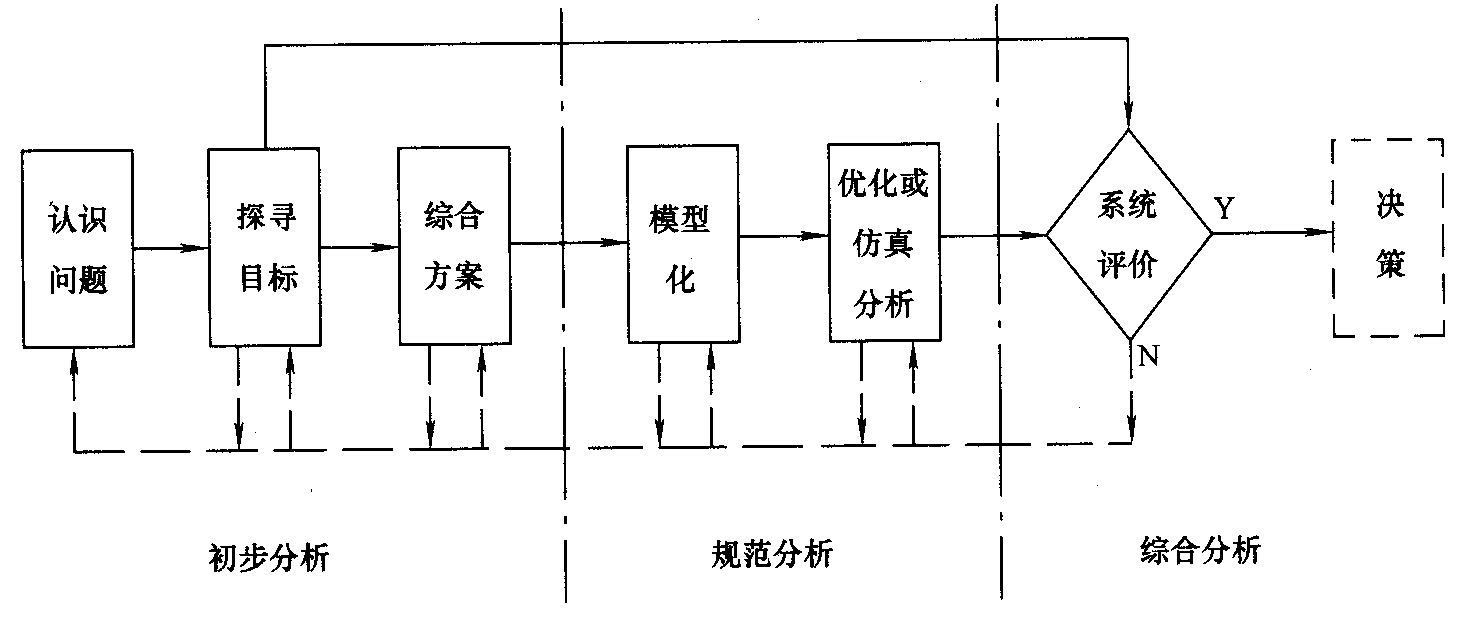 认识
问题
探寻
目标
综合
方案
模型
化
优化或
仿真
分析
系统
评价
Y
N
决
策
初步分析
规范分析
综合分析